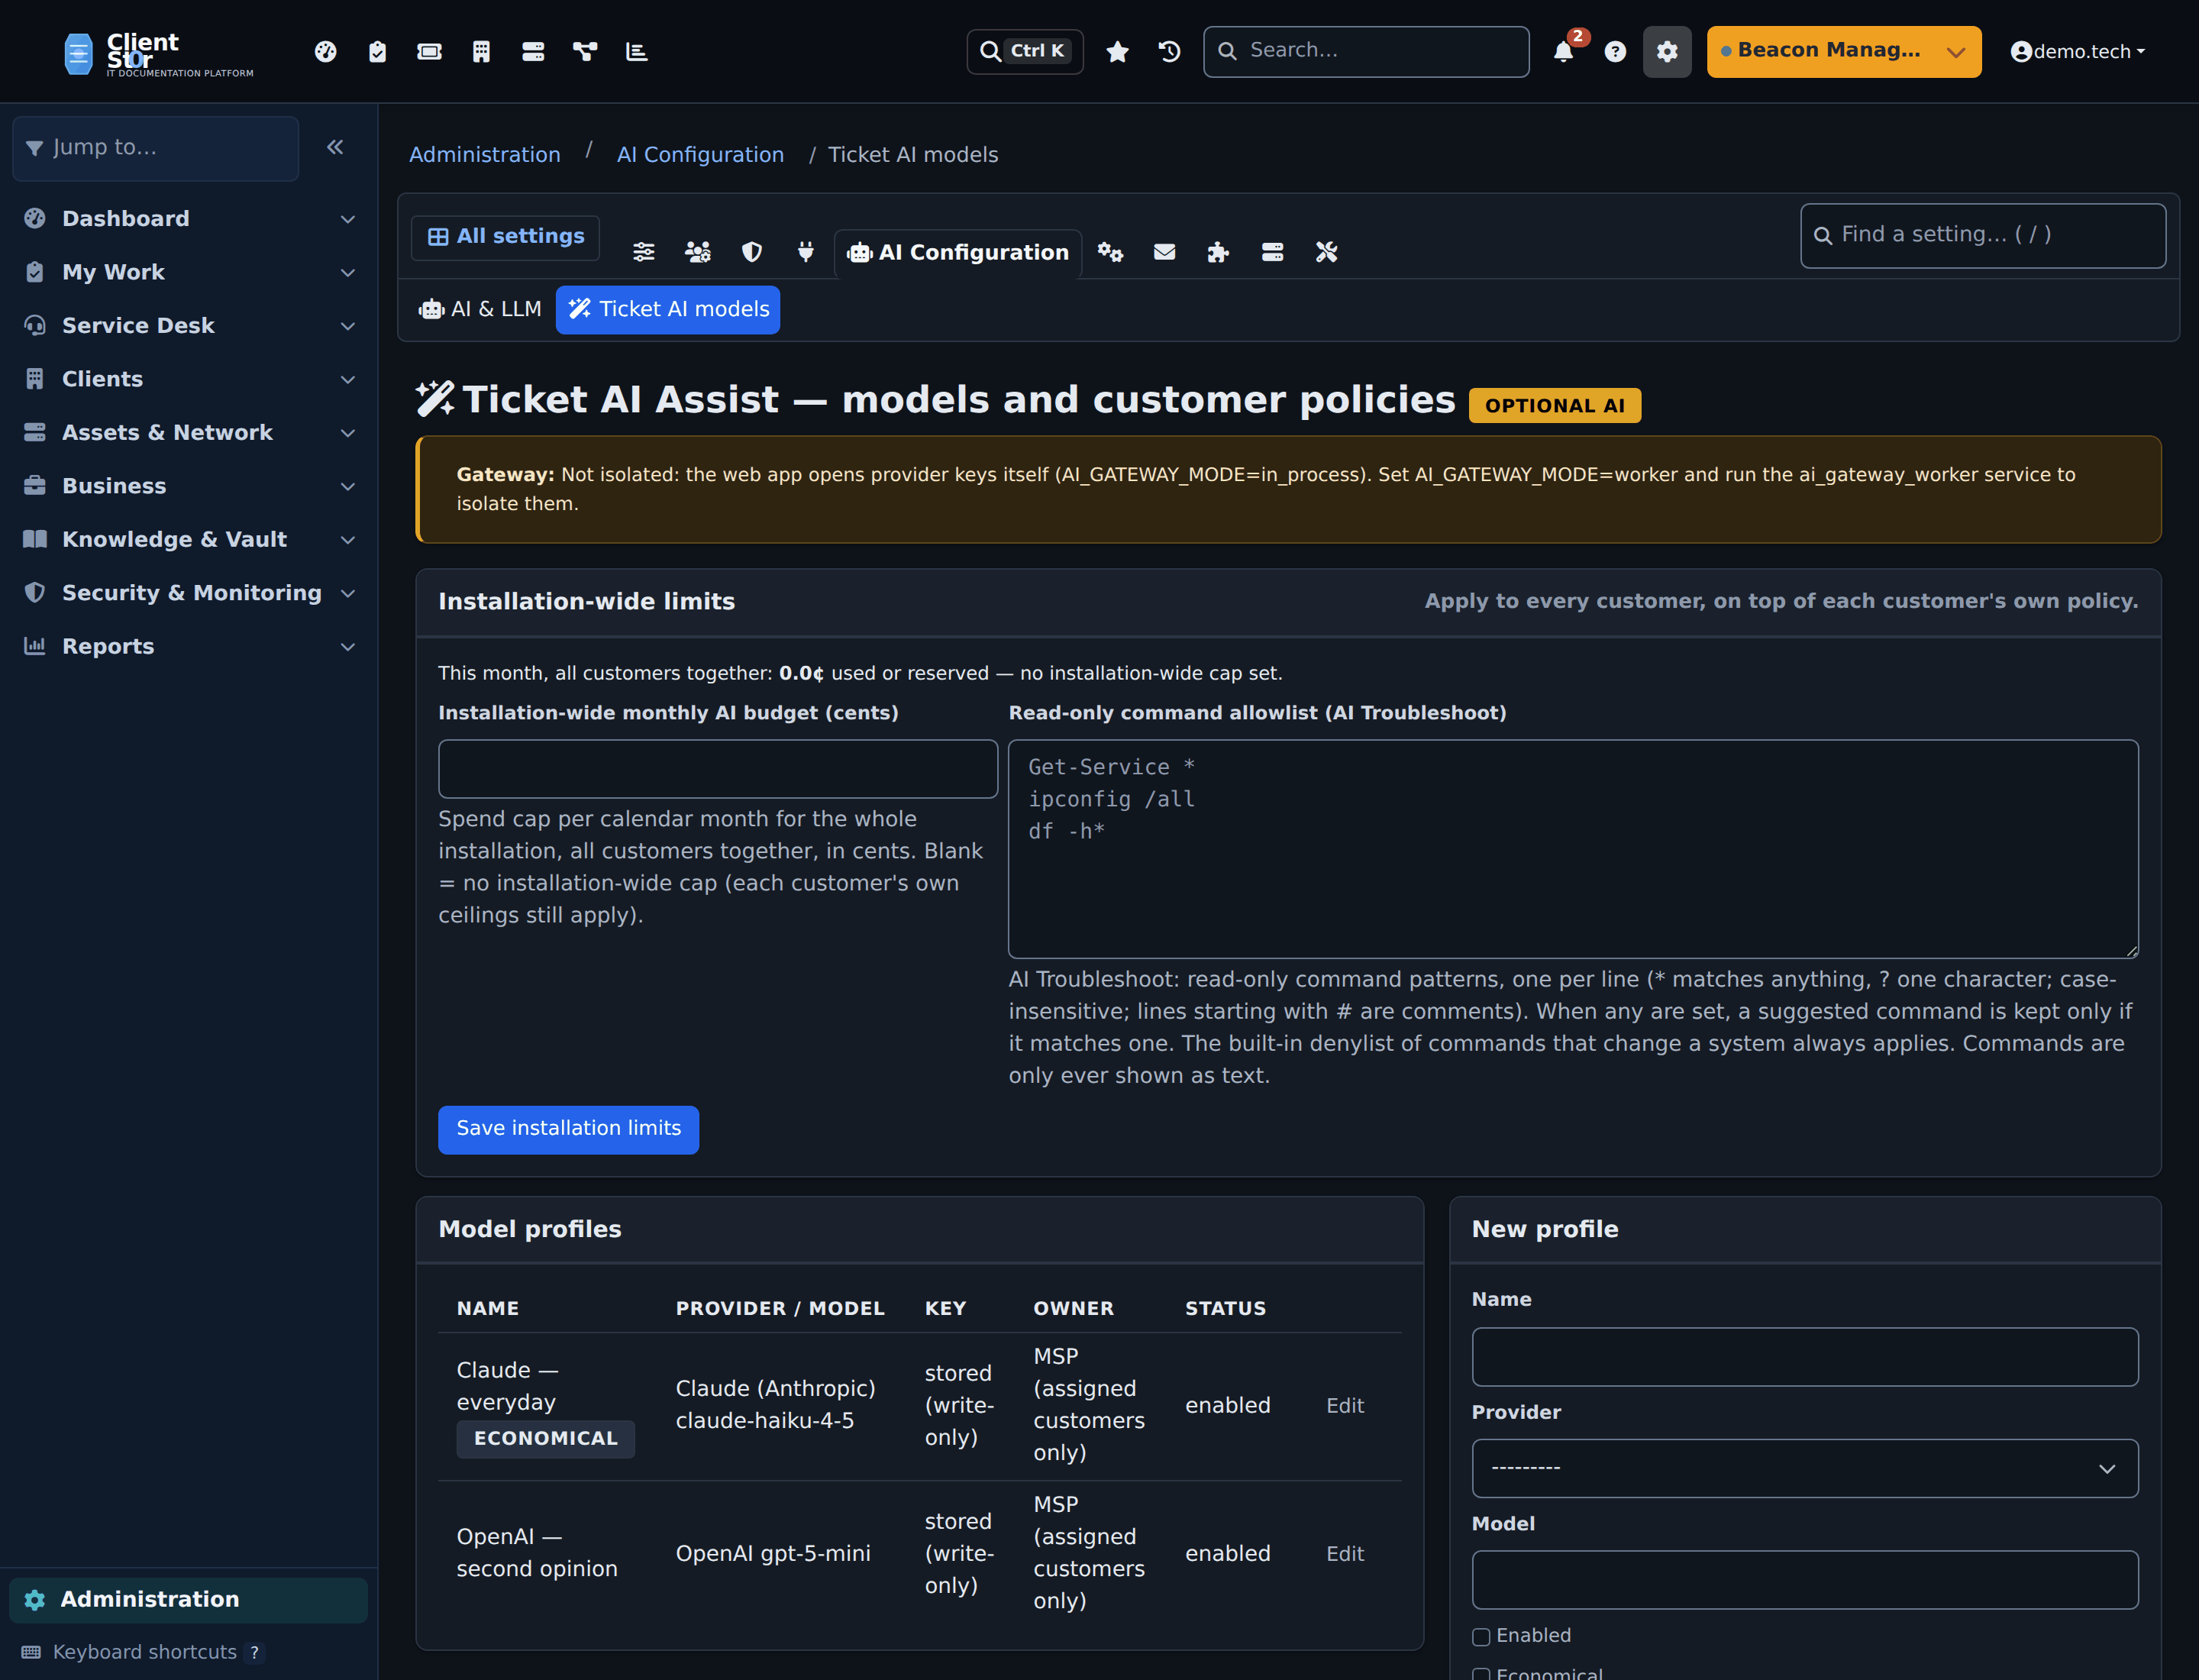 Client
St0r
IT DOCUMENTATION PLATFORM
Ctrl K
Search...
2
Beacon Manag...
demo.tech
Jump to...
Dashboard
My Work
Service Desk
Clients
Assets & Network
Business
Knowledge & Vault
Security & Monitoring
Reports
Administration
Keyboard shortcuts ?
Administration / AI Configuration / Ticket AI models
All settings
AI Configuration
Find a setting... ( / )
AI & LLM
Ticket AI models
Ticket AI Assist — models and customer policies OPTIONAL AI
Gateway: Not isolated: the web app opens provider keys itself (AI_GATEWAY_MODE=in_process). Set AI_GATEWAY_MODE=worker and run the ai_gateway_worker service to
isolate them.
Installation-wide limits
Apply to every customer, on top of each customer's own policy.
This month, all customers together: 0.0¢ used or reserved — no installation-wide cap set.
Installation-wide monthly AI budget (cents)
Spend cap per calendar month for the whole
installation, all customers together, in cents. Blank
= no installation-wide cap (each customer's own
ceilings still apply).
Read-only command allowlist (AI Troubleshoot)
Get-Service *
ipconfig /all
df -h*
AI Troubleshoot: read-only command patterns, one per line (* matches anything, ? one character; case-
insensitive; lines starting with # are comments). When any are set, a suggested command is kept only if
it matches one. The built-in denylist of commands that change a system always applies. Commands are
only ever shown as text.
Save installation limits
Model profiles
NAME PROVIDER / MODEL KEY OWNER STATUS
Claude —
everyday
ECONOMICAL
Claude (Anthropic)
claude-haiku-4-5
stored
(write-
only)
MSP
(assigned
customers
only)
enabled
Edit
OpenAI —
second opinion
OpenAI gpt-5-mini
stored
(write-
only)
MSP
(assigned
customers
only)
enabled
Edit
New profile
Name
Provider
---------
Model
Enabled
Economical